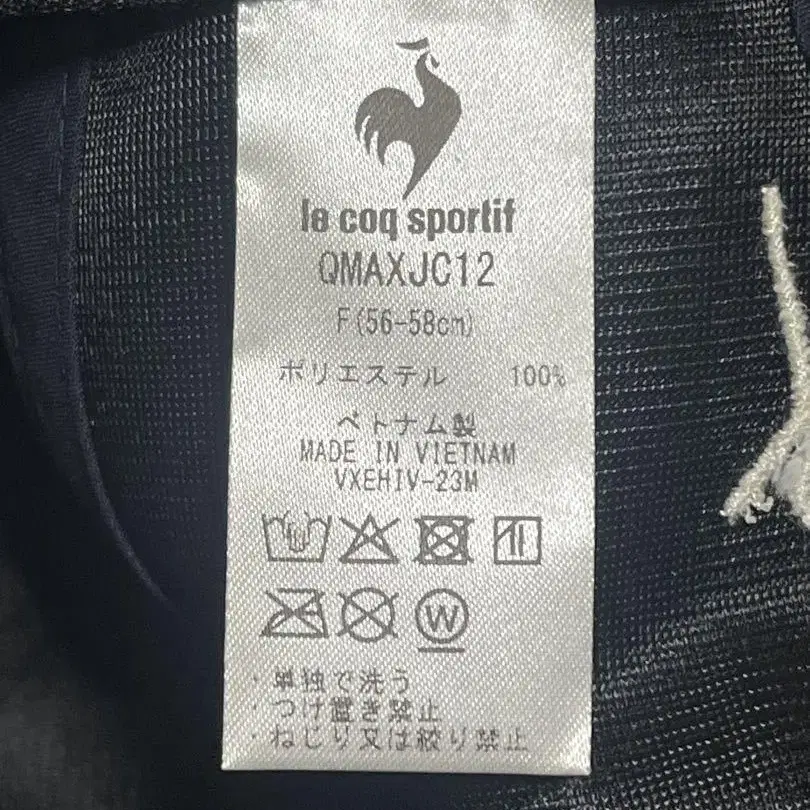 le coq sportif
QMAXJC12
F(56-58cm)
ポリエステル 100%
ベトナム製
MADE IN VIETNAM
VXEHIV-23M
W
・単独で洗う
・つけ置き禁止
・ねじり又は絞り禁止